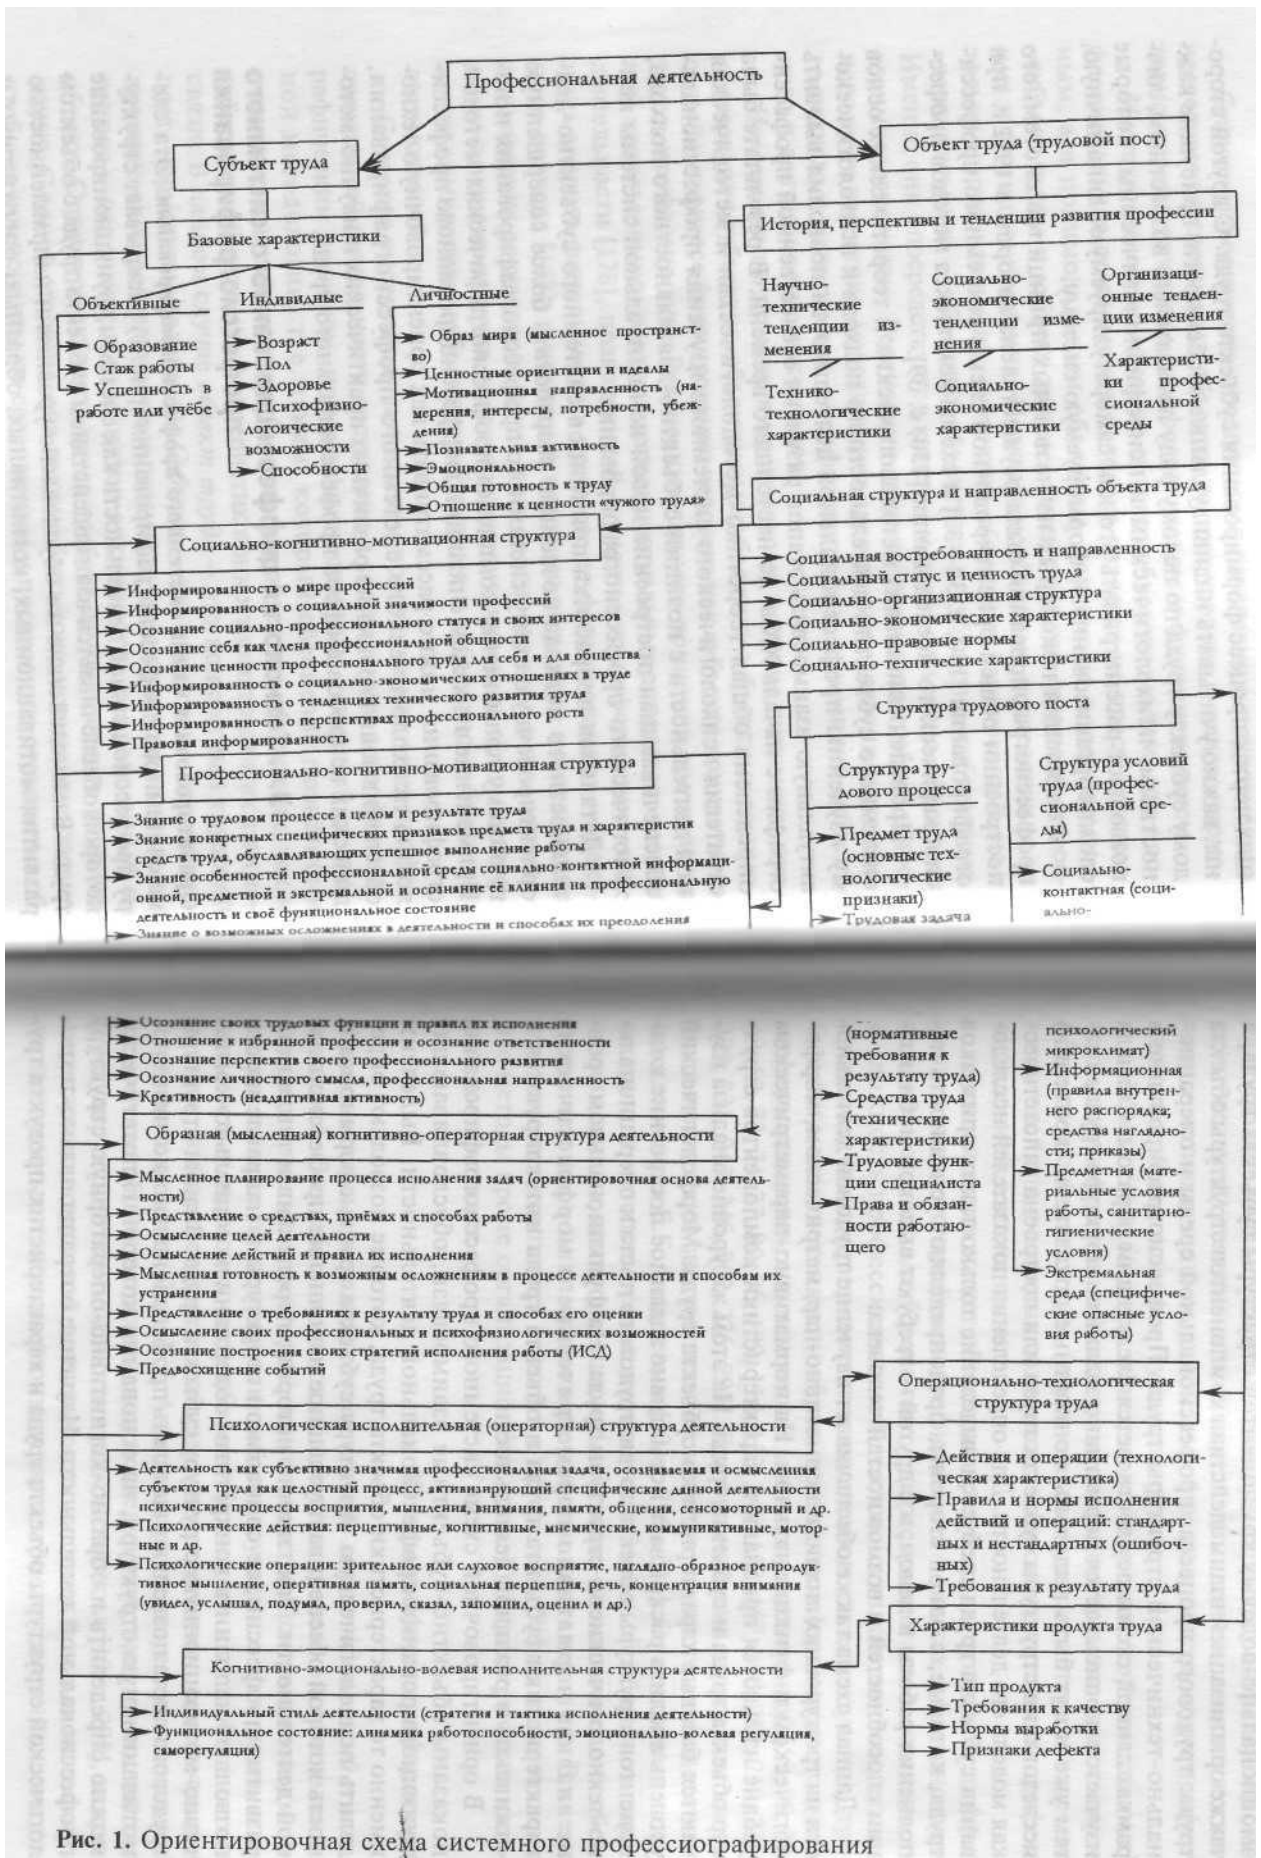 Профессиональная деятельность
Субъект труда
Объект труда (трудовой пост)
Базовые характеристики
Объективные
Образование
Стаж работы
Успешность в
работе или учёбе
Индивидные
Возраст
Пол
Здоровье
Психофизио-
логоические
возможности
Способности
Личностные
Образ мира (мысленное пространст-
во)
Ценностные ориентации и идеалы
Мотивационная направленность (на-
мерения, интересы, потребности, убеж-
дения)
Познавательная активность
Эмоциональность
Общая готовность к труду
Отношение к ценности «чужого труда»
История, перспективы и тенденции развития профессии
Научно-
технические
тенденции из-
менения
Технико-
технологические
характеристики
Социально-
экономические
тенденции изме-
нения
Социально-
экономические
характеристики
Организаци-
онные тенден-
ции изменения
Характеристи-
ки профес-
сиональной
среды
Социальная структура и направленность объекта труда
Социальная востребованность и направленность
Социальный статус и ценность труда
Социально-организационная структура
Социально-экономические характеристики
Социально-правовые нормы
Социально-технические характеристики
Социально-когнитивно-мотивационная структура
Информированность о мире профессий
Информированность о социальной значимости профессий
Осознание социально-профессионального статуса и своих интересов
Осознание себя как члена профессиональной общности
Осознание ценности профессионального труда для себя и для общества
Информированность о социально-экономических отношениях в труде
Информированность о тенденциях технического развития труда
Информированность о перспективах профессионального роста
Правовая информированность
Профессионально-когнитивно-мотивационная структура
Знание о трудовом процессе в целом и результате труда
Знание конкретных специфических признаков предмета труда и характеристик
средств труда, обуславливающих успешное выполнение работы
Знание особенностей профессиональной среды социально-контактной информаци-
онной, предметной и экстремальной и осознание её влияния на профессиональную
деятельность и своё функциональное состояние
Знание о возможных осложнениях в деятельности и способах их преодоления
Осознание своих трудовых функции и правил их исполнения
Отношение к избранной профессии и осознание ответственности
Осознание перспектив своего профессионального развития
Осознание личностного смысла, профессиональная направленность
Креативность (неадаптивная активность)
Структура трудового поста
Структура тру-
дового процесса
Предмет труда
(основные тех-
нологические
признаки)
Трудовая задача
(нормативные
требования к
результату труда)
Средства труда
(технические
характеристики)
Трудовые функ-
ции специалиста
Права и обязан-
ности работаю-
щего
Структура условий
труда (профес-
сиональной сре-
ды)
Социально-
контактная (соци-
ально-
психологический
микроклимат)
Информационная
(правила внутрен-
него распорядка;
средства наглядно-
сти; приказы)
Предметная (мате-
риальные условия
работы, санитарно-
гигиенические
условия)
Экстремальная
среда (специфиче-
ские опасные усло-
вия работы)
Образная (мысленная) когнитивно-операторная структура деятельности
Мысленное планирование процесса исполнения задач (ориентировочная основа деятель-
ности)
Представление о средствах, приёмах и способах работы
Осмысление целей деятельности
Осмысление действий и правил их исполнения
Мысленная готовность к возможным осложнениям в процессе деятельности и способам их
устранения
Представление о требованиях к результату труда и способах его оценки
Осмысление своих профессиональных и психофизиологических возможностей
Осознание построения своих стратегий исполнения работы (ИСД)
Предвосхищение событий
Операционально-технологическая
структура труда
Действия и операции (технологи-
ческая характеристика)
Правила и нормы исполнения
действий и операций: стандарт-
ных и нестандартных (ошибоч-
ных)
Требования к результату труда
Психологическая исполнительная (операторная) структура деятельности
Деятельность как субъективно значимая профессиональная задача, осознаваемая и осмысленная
субъектом труда как целостный процесс, активизирующий специфические данной деятельности
психические процессы восприятия, мышления, внимания, памяти, общения, сенсомоторный и др.
Психологические действия: перцептивные, когнитивные, мнемические, коммуникативные, мотор-
ные и др.
Психологические операции: зрительное или слуховое восприятие, наглядно-образное репродук-
тивное мышление, оперативная память, социальная перцепция, речь, концентрация внимания
(увидел, услышал, подумал, проверил, сказал, запомнил, оценил и др.)
Характеристики продукта труда
Тип продукта
Требования к качеству
Нормы выработки
Признаки дефекта
Когнитивно-эмоционально-волевая исполнительная структура деятельности
Индивидуальный стиль деятельности (стратегия и тактика исполнения деятельности)
Функциональное состояние: динамика работоспособности, эмоционально-волевая регуляция,
саморегуляция)
Рис. 1. Ориентировочная схема системного профессиографирования